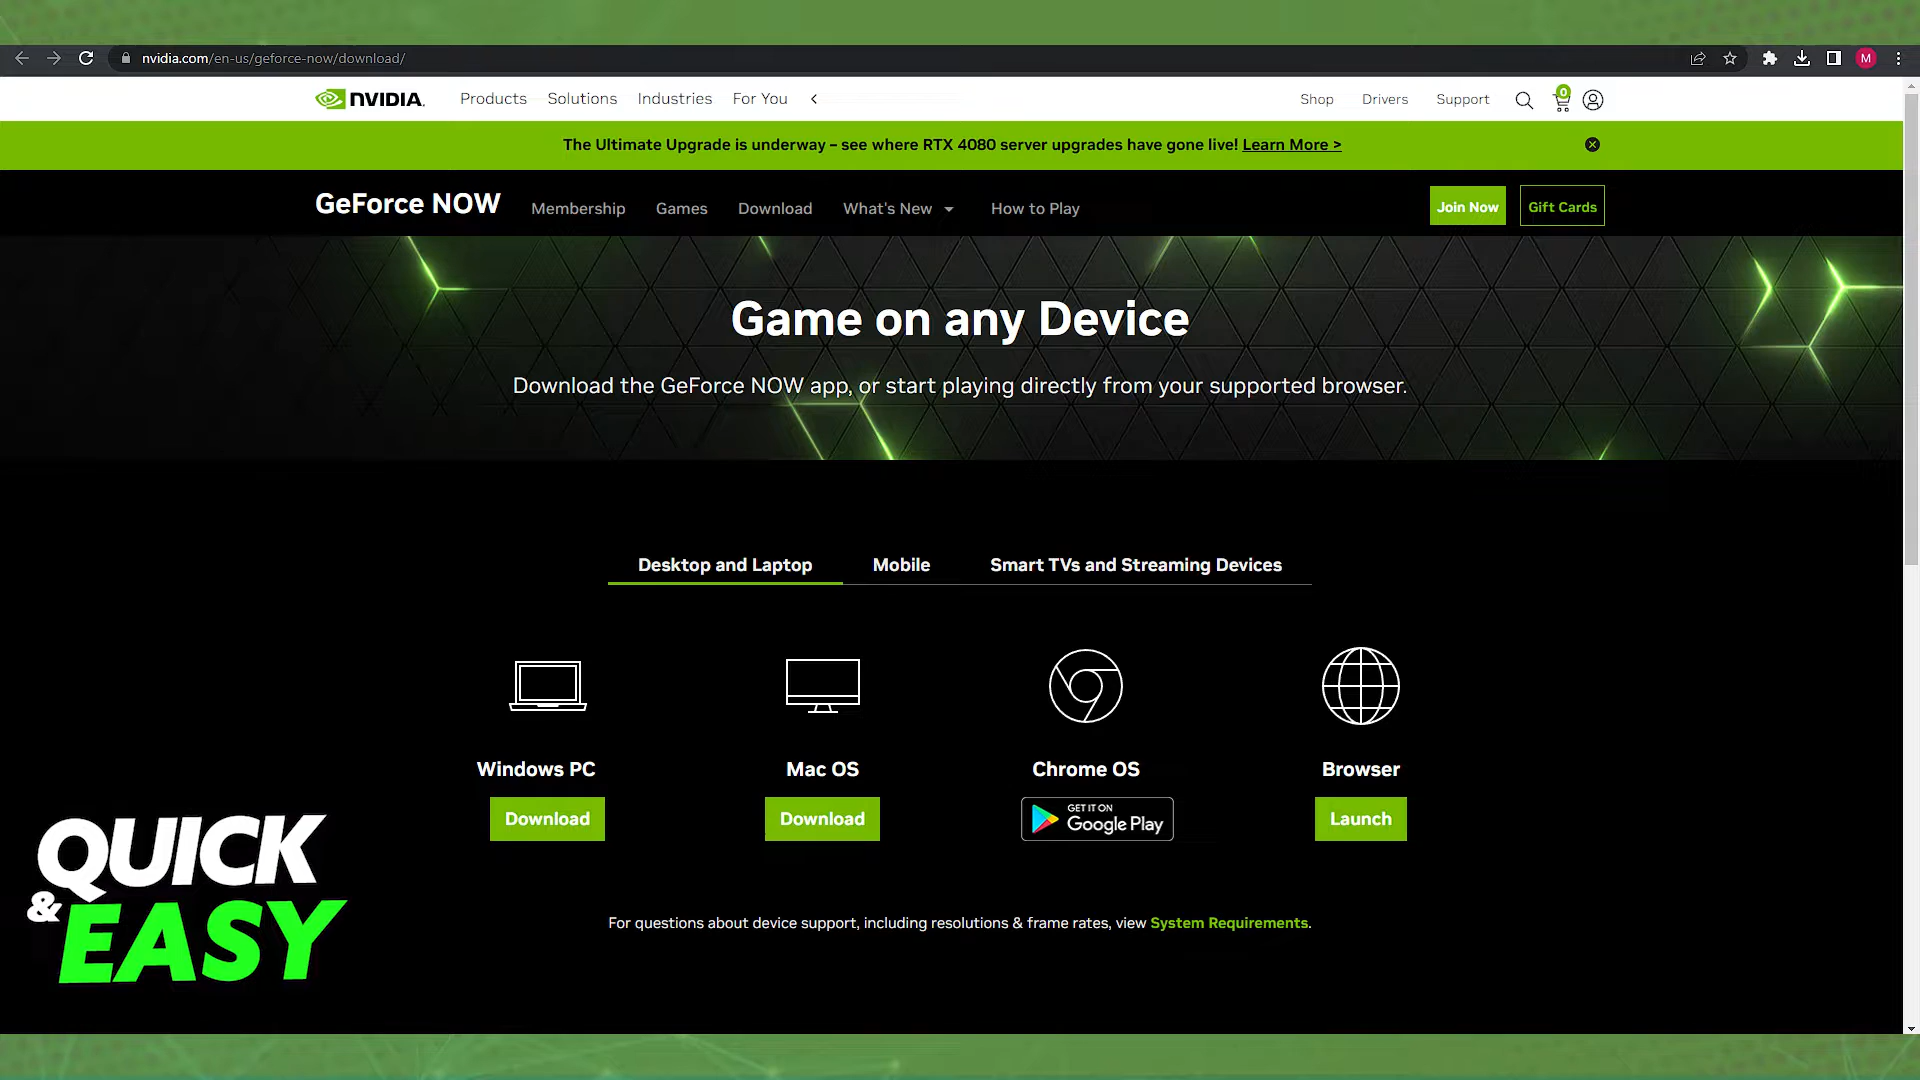 nvidia.com/en-us/geforce-now/download/
M
NVIDIA.
Products Solutions Industries For You
Shop Drivers Support
0
The Ultimate Upgrade is underway – see where RTX 4080 server upgrades have gone live! Learn More >
GeForce NOW
Membership Games Download What's New How to Play
Join Now Gift Cards
Game on any Device
Download the GeForce NOW app, or start playing directly from your supported browser.
Desktop and Laptop Mobile Smart TVs and Streaming Devices
Windows PC Mac OS Chrome OS Browser
Download Download GET IT ON Google Play Launch
For questions about device support, including resolutions & frame rates, view System Requirements.
QUICK
& EASY